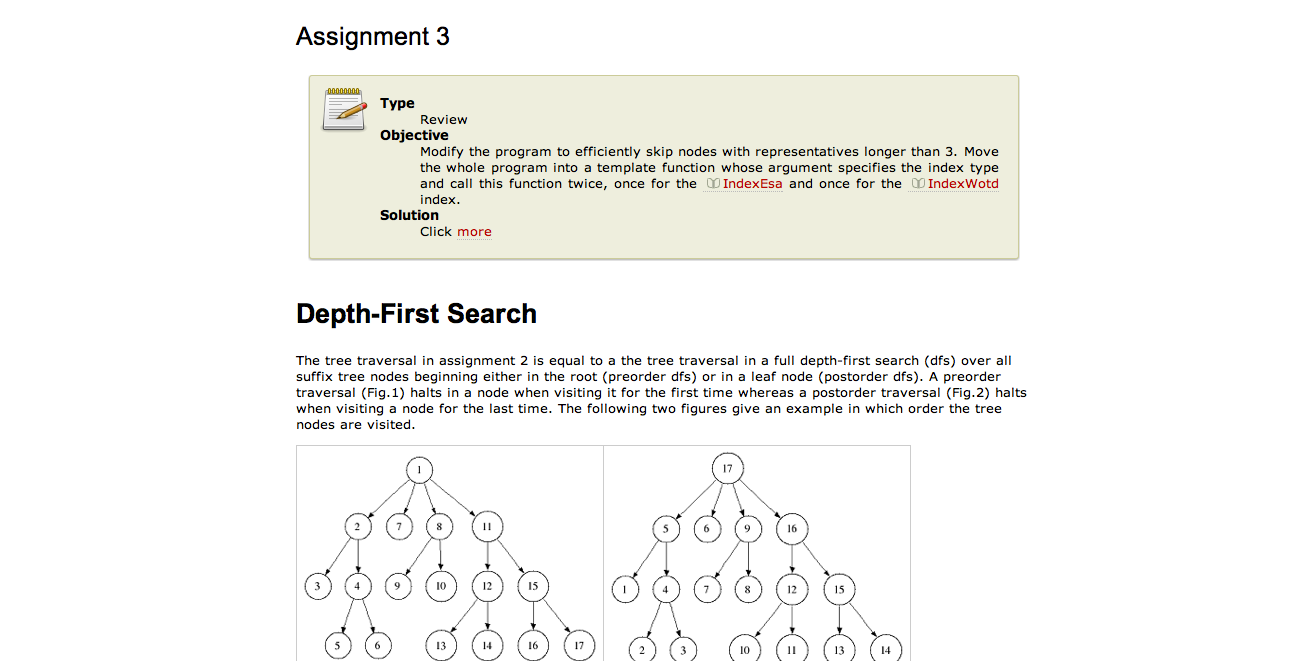 Assignment 3
Type
Review
Objective
Modify the program to efficiently skip nodes with representatives longer than 3. Move
the whole program into a template function whose argument specifies the index type
and call this function twice, once for the IndexEsa and once for the IndexWotd
index.
Solution
Click more
Depth-First Search
The tree traversal in assignment 2 is equal to a the tree traversal in a full depth-first search (dfs) over all
suffix tree nodes beginning either in the root (preorder dfs) or in a leaf node (postorder dfs). A preorder
traversal (Fig.1) halts in a node when visiting it for the first time whereas a postorder traversal (Fig.2) halts
when visiting a node for the last time. The following two figures give an example in which order the tree
nodes are visited.
1
2 7 8 11
3 4 9 10 12 15
5 6 13 14 16 17
17
5 6 9 16
1 4 7 8 12 15
2 3 10 11 13 14